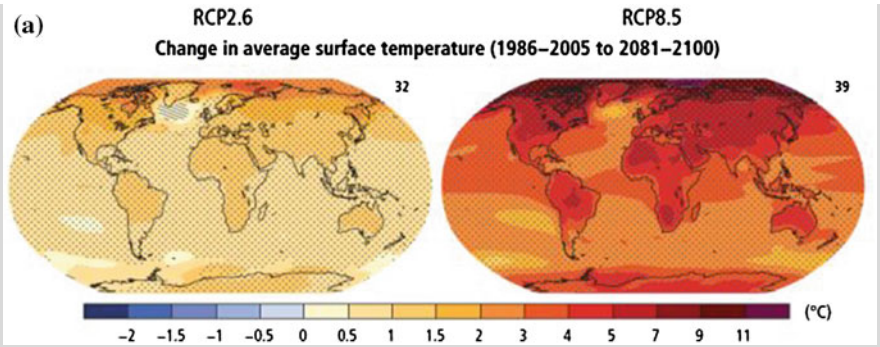 (a) RCP2.6 RCP8.5
Change in average surface temperature (1986–2005 to 2081–2100)
32 39
(°C)
−2 −1.5 −1 −0.5 0 0.5 1 1.5 2 3 4 5 7 9 11